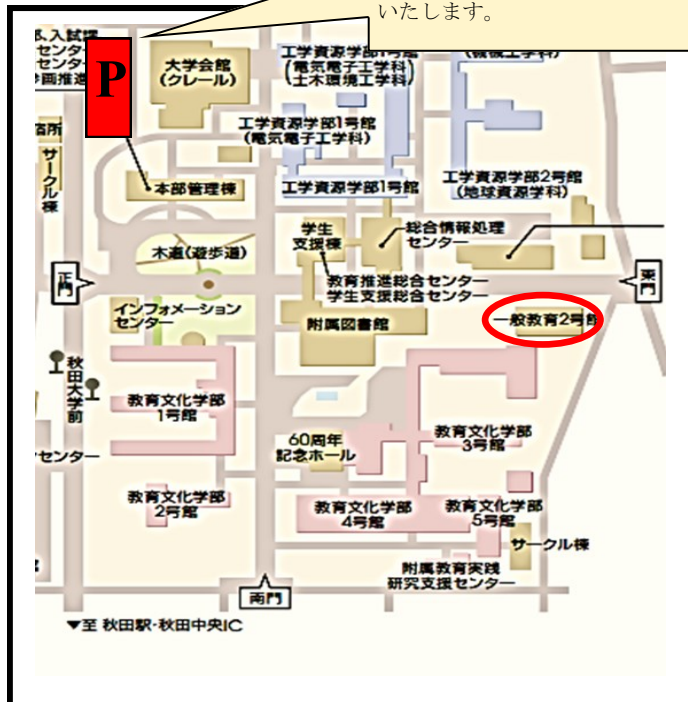 いたします。
入試課
センター
センター
P
大学会館
(クレール)
工学資源学部1号館
(電気電子工学科)
(土木環境工学科)
(機械工学科)
工学資源学部1号館
(電気電子工学科)
宿所
サークル棟
本部管理棟
工学資源学部1号館
工学資源学部2号館
(地球資源学科)
学生
支援棟
総合情報処理
センター
木道(遊歩道)
正門
東門
教育推進総合センター
学生支援総合センター
インフォメーション
センター
附属図書館
一般教育2号館
秋田大学前
教育文化学部
1号館
60周年
記念ホール
教育文化学部
3号館
センター
教育文化学部
2号館
教育文化学部
4号館
教育文化学部
5号館
サークル棟
附属教育実践
研究支援センター
南門
▼至 秋田駅・秋田中央IC